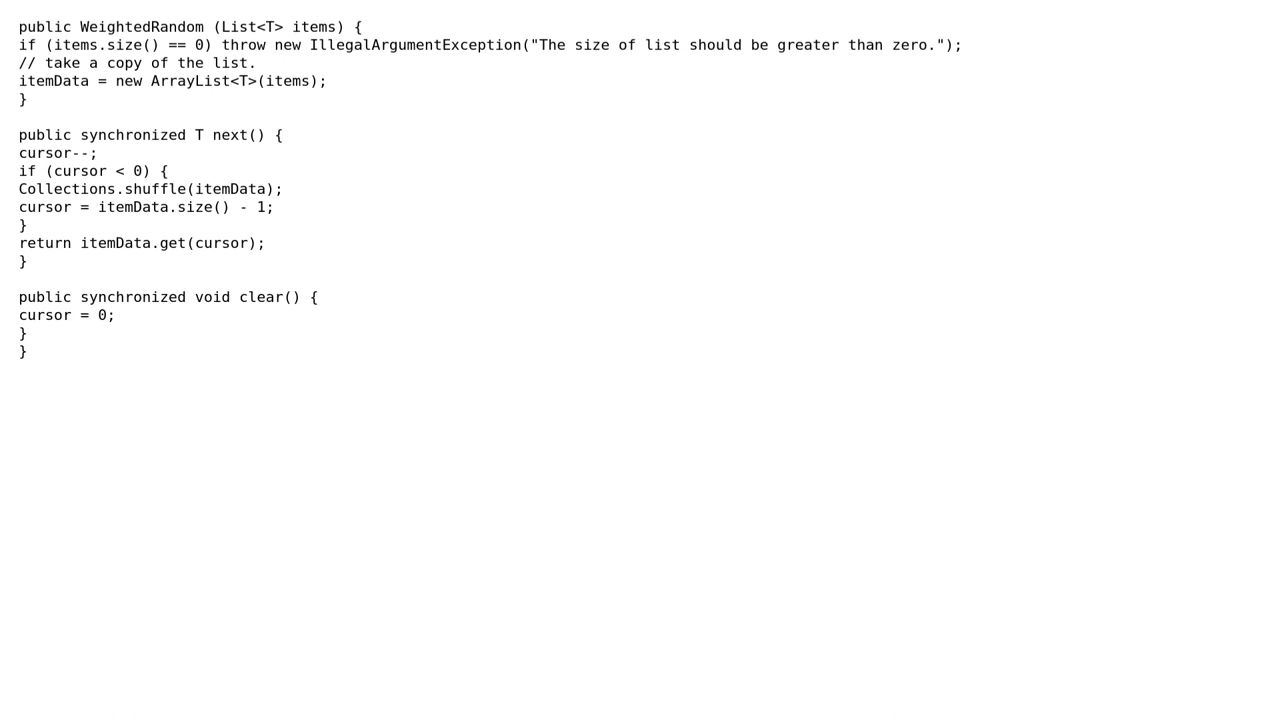 public WeightedRandom (List<T> items) {
if (items.size() == 0) throw new IllegalArgumentException("The size of list should be greater than zero.");
// take a copy of the list.
itemData = new ArrayList<T>(items);
}

public synchronized T next() {
cursor--;
if (cursor < 0) {
Collections.shuffle(itemData);
cursor = itemData.size() - 1;
}
return itemData.get(cursor);
}

public synchronized void clear() {
cursor = 0;
}
}